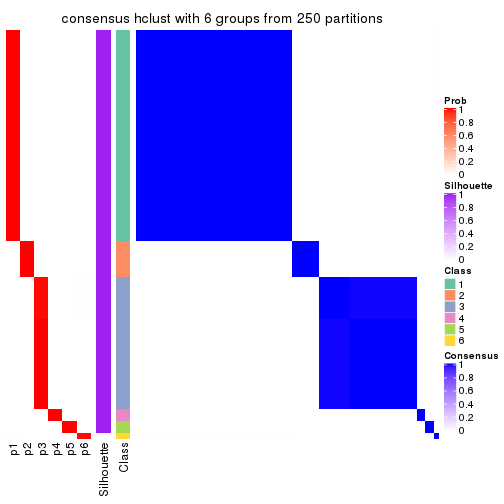 consensus hclust with 6 groups from 250 partitions
Prob
1
0.8
0.6
0.4
0.2
0
Silhouette
1
0.8
0.6
0.4
0.2
0
Class
1
2
3
4
5
6
Consensus
1
0.8
0.6
0.4
0.2
0
p1
p2
p3
p4
p5
p6
Silhouette
Class